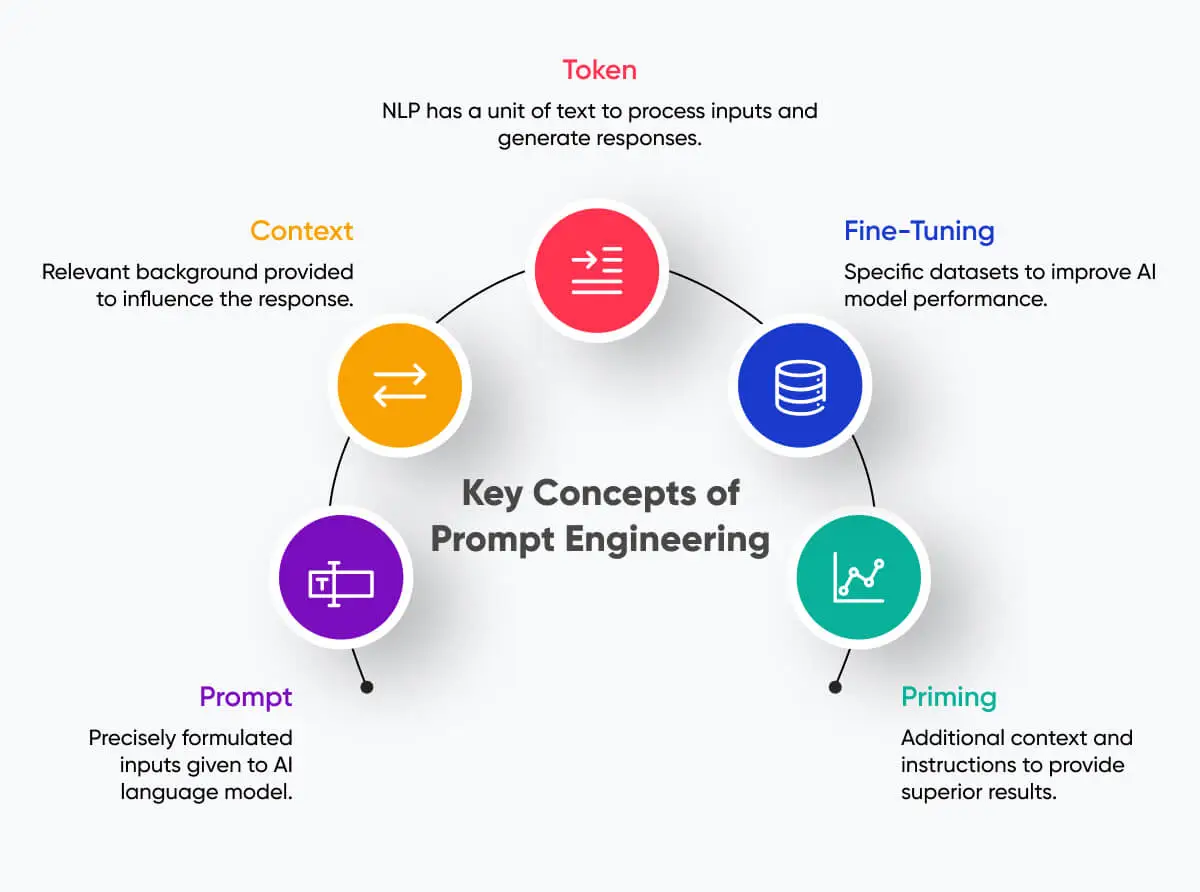 Token
NLP has a unit of text to process inputs and
generate responses.
Context
Relevant background provided
to influence the response.
Fine-Tuning
Specific datasets to improve AI
model performance.
Key Concepts of
Prompt Engineering
T
Prompt
Precisely formulated
inputs given to AI
language model.
Priming
Additional context and
instructions to provide
superior results.